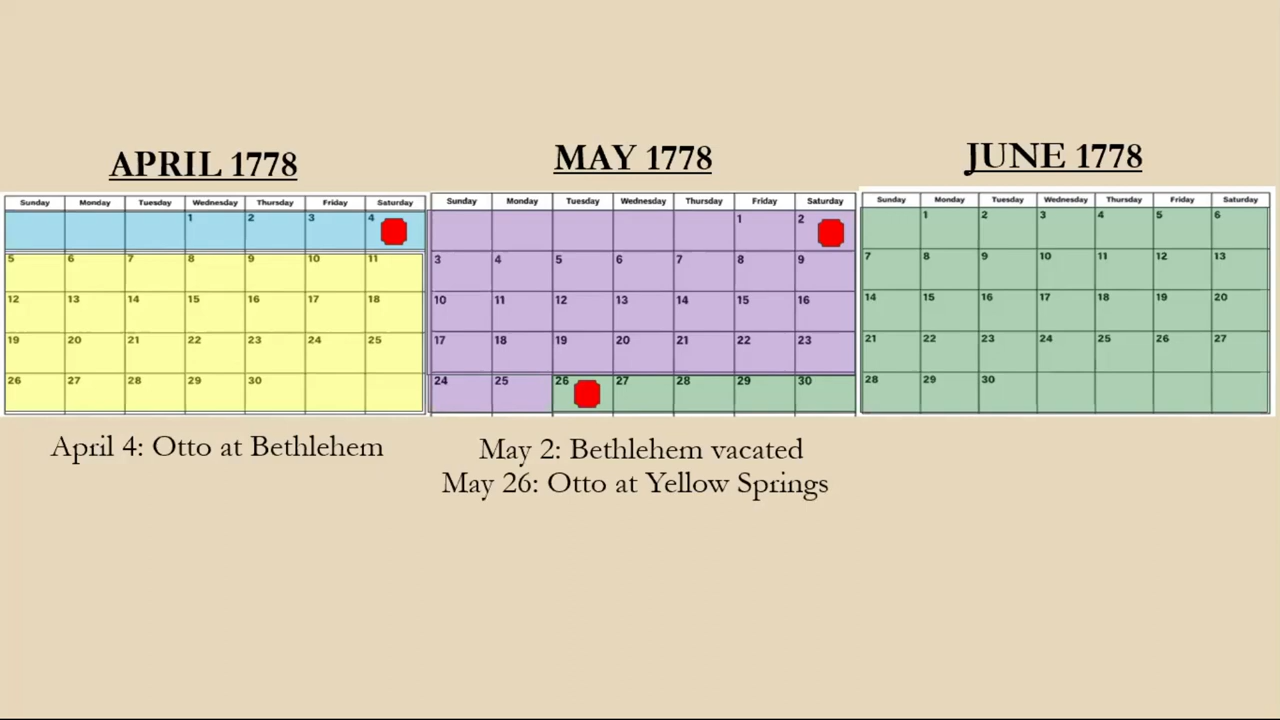 APRIL 1778
Sunday Monday Tuesday Wednesday Thursday Friday Saturday
1 2 3 4
5 6 7 8 9 10 11
12 13 14 15 16 17 18
19 20 21 22 23 24 25
26 27 28 29 30
April 4: Otto at Bethlehem
MAY 1778
Sunday Monday Tuesday Wednesday Thursday Friday Saturday
1 2
3 4 5 6 7 8 9
10 11 12 13 14 15 16
17 18 19 20 21 22 23
24 25 26 27 28 29 30
May 2: Bethlehem vacated
May 26: Otto at Yellow Springs
JUNE 1778
Sunday Monday Tuesday Wednesday Thursday Friday Saturday
1 2 3 4 5 6
7 8 9 10 11 12 13
14 15 16 17 18 19 20
21 22 23 24 25 26 27
28 29 30